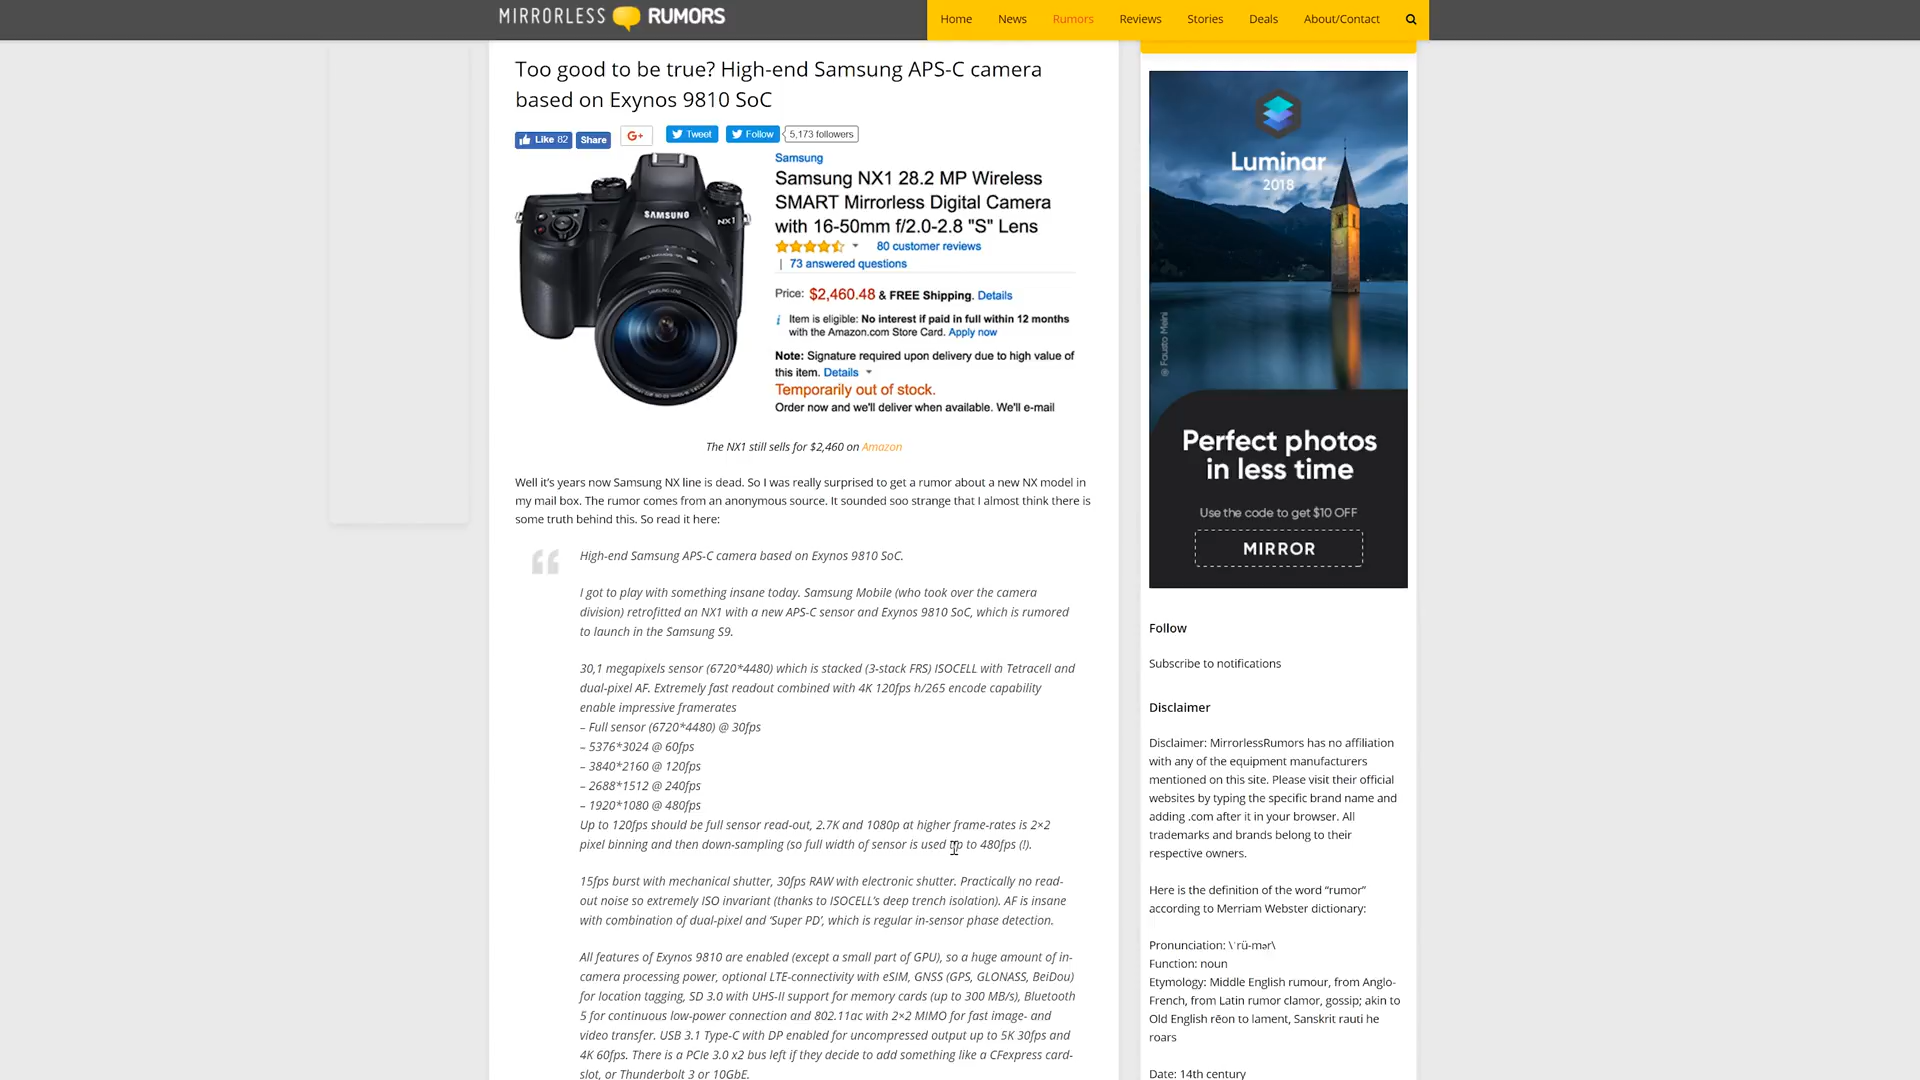 MIRRORLESS RUMORS
Home News Rumors Reviews Stories Deals About/Contact
Too good to be true? High-end Samsung APS-C camera
based on Exynos 9810 SoC
Like 82 Share G+ Tweet Follow 5,173 followers
SAMSUNG
NX1
Samsung
Samsung NX1 28.2 MP Wireless
SMART Mirrorless Digital Camera
with 16-50mm f/2.0-2.8 "S" Lens
80 customer reviews
| 73 answered questions
Price: $2,460.48 & FREE Shipping. Details
i Item is eligible: No interest if paid in full within 12 months
with the Amazon.com Store Card. Apply now
Note: Signature required upon delivery due to high value of
this item. Details
Temporarily out of stock.
Order now and we'll deliver when available. We'll e-mail
The NX1 still sells for $2,460 on Amazon
Well it’s years now Samsung NX line is dead. So I was really surprised to get a rumor about a new NX model in
my mail box. The rumor comes from an anonymous source. It sounded soo strange that I almost think there is
some truth behind this. So read it here:
“ High-end Samsung APS-C camera based on Exynos 9810 SoC.
I got to play with something insane today. Samsung Mobile (who took over the camera
division) retrofitted an NX1 with a new APS-C sensor and Exynos 9810 SoC, which is rumored
to launch in the Samsung S9.
30,1 megapixels sensor (6720*4480) which is stacked (3-stack FRS) ISOCELL with Tetracell and
dual-pixel AF. Extremely fast readout combined with 4K 120fps h/265 encode capability
enable impressive framerates
– Full sensor (6720*4480) @ 30fps
– 5376*3024 @ 60fps
– 3840*2160 @ 120fps
– 2688*1512 @ 240fps
– 1920*1080 @ 480fps
Up to 120fps should be full sensor read-out, 2.7K and 1080p at higher frame-rates is 2×2
pixel binning and then down-sampling (so full width of sensor is used up to 480fps (!).
15fps burst with mechanical shutter, 30fps RAW with electronic shutter. Practically no read-
out noise so extremely ISO invariant (thanks to ISOCELL’s deep trench isolation). AF is insane
with combination of dual-pixel and ‘Super PD’, which is regular in-sensor phase detection.
All features of Exynos 9810 are enabled (except a small part of GPU), so a huge amount of in-
camera processing power, optional LTE-connectivity with eSIM, GNSS (GPS, GLONASS, BeiDou)
for location tagging, SD 3.0 with UHS-II support for memory cards (up to 300 MB/s), Bluetooth
5 for continuous low-power connection and 802.11ac with 2×2 MIMO for fast image- and
video transfer. USB 3.1 Type-C with DP enabled for uncompressed output up to 5K 30fps and
4K 60fps. There is a PCIe 3.0 x2 bus left if they decide to add something like a CFexpress card-
slot, or Thunderbolt 3 or 10GbE.
Luminar
2018
© Fausto Meini
Perfect photos
in less time
Use the code to get $10 OFF
MIRROR
Follow
Subscribe to notifications
Disclaimer
Disclaimer: MirrorlessRumors has no affiliation
with any of the equipment manufacturers
mentioned on this site. Please visit their official
websites by typing the specific brand name and
adding .com after it in your browser. All
trademarks and brands belong to their
respective owners.
Here is the definition of the word “rumor”
according to Merriam Webster dictionary:
Pronunciation: \ˈrü-mər\
Function: noun
Etymology: Middle English rumour, from Anglo-
French, from Latin rumor clamor, gossip; akin to
Old English rēon to lament, Sanskrit rauti he
roars
Date: 14th century